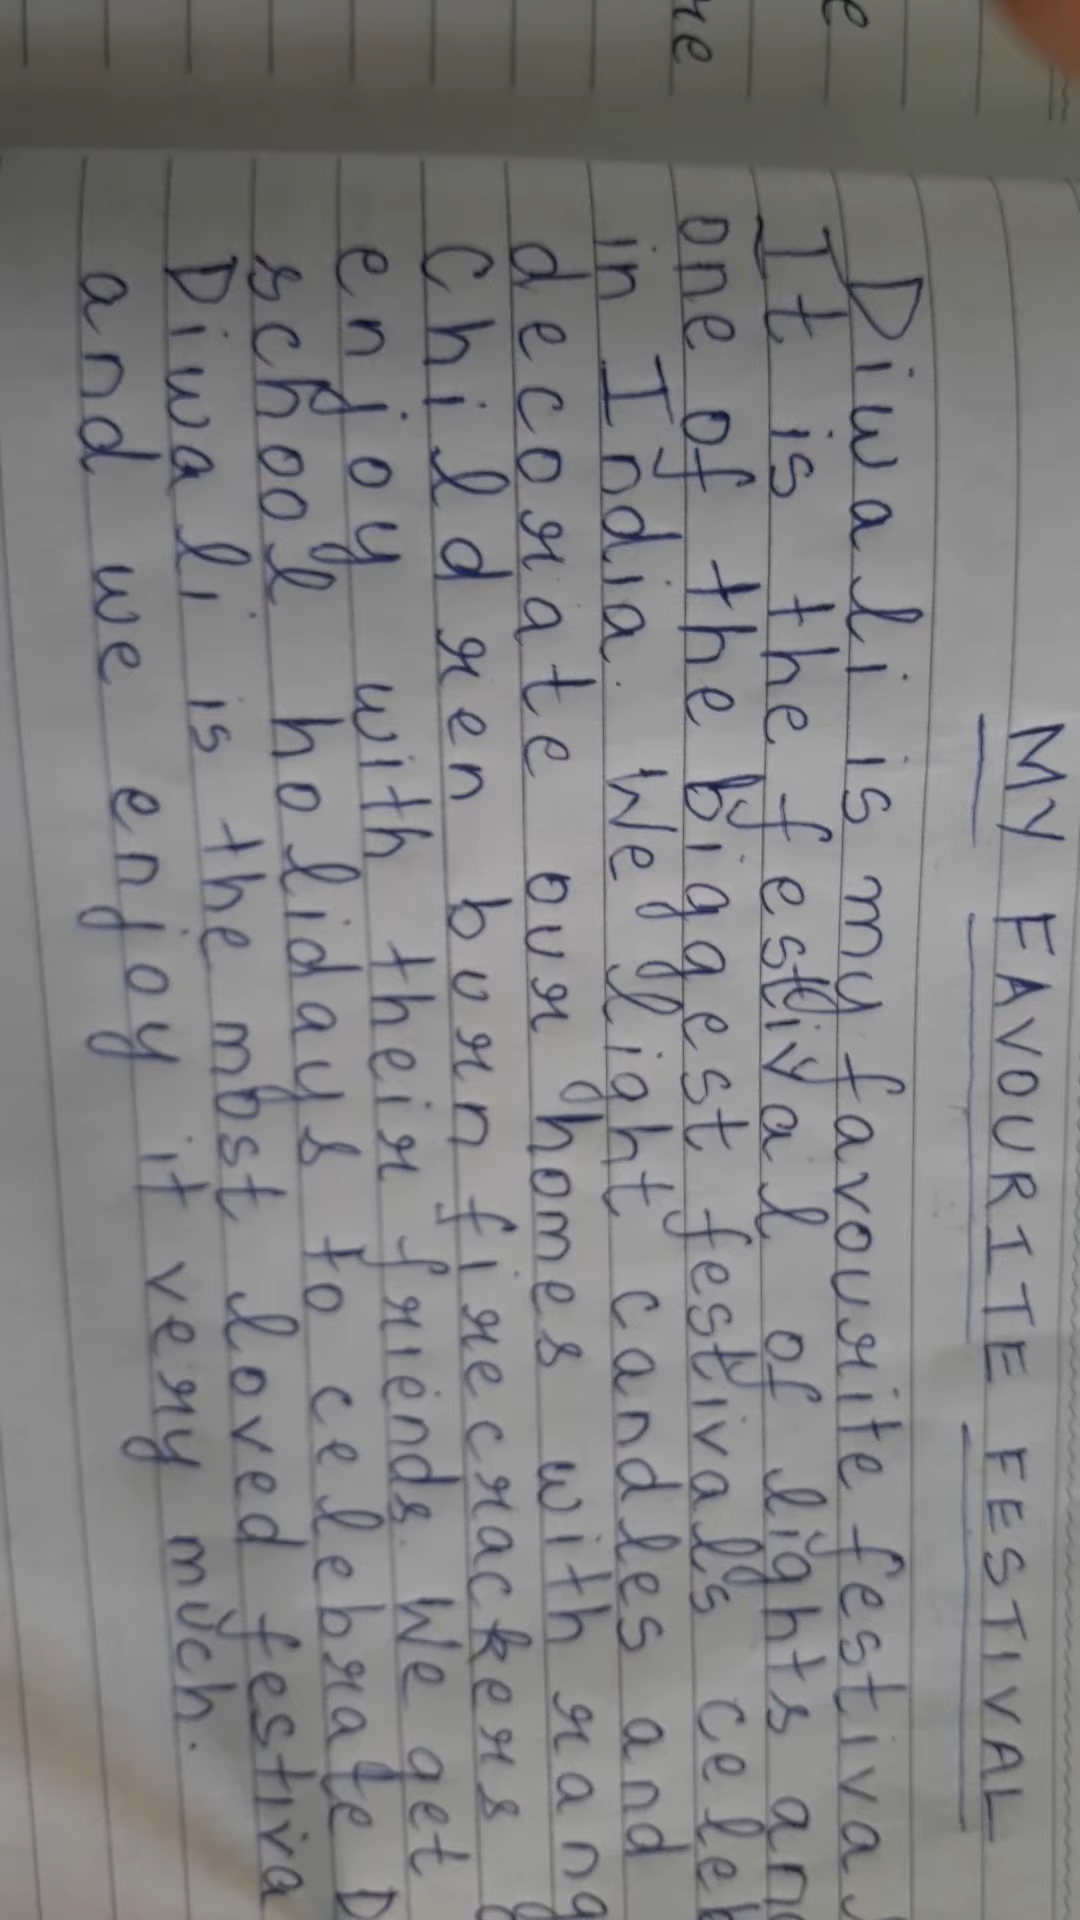 MY FAVOURITE FESTIVAL
Diwali is my favourite festival
It is the festival of lights an
one of the biggest festivals celeb
in India. We light candles and
decorate our homes with rang
Children burn firecrackers
enjoy with their friends. We get
school holidays to celebrate D
Diwali is the most loved festiva
and we enjoy it very much.